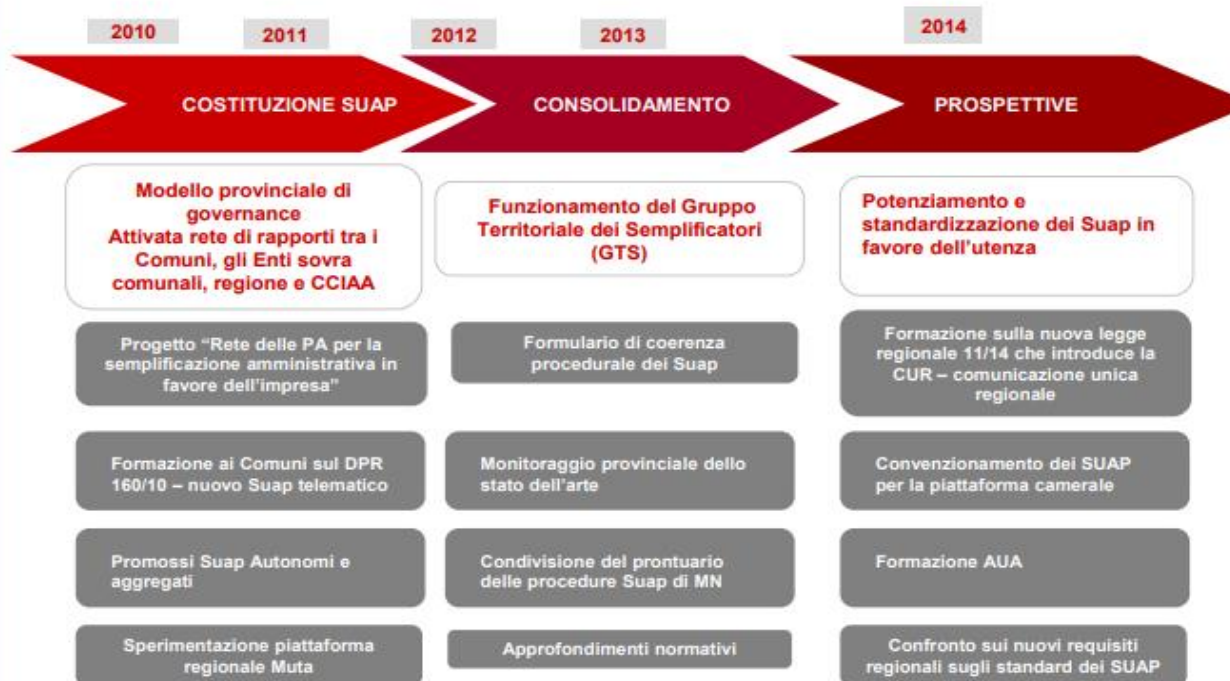 2010
2011
2012
2013
2014
COSTITUZIONE SUAP
CONSOLIDAMENTO
PROSPETTIVE
Modello provinciale di
governance
Attivata rete di rapporti tra i
Comuni, gli Enti sovra
comunali, regione e CCIAA
Progetto “Rete delle PA per la
semplificazione amministrativa in
favore dell’impresa”
Formazione ai Comuni sul DPR
160/10 – nuovo Suap telematico
Promossi Suap Autonomi e
aggregati
Sperimentazione piattaforma
regionale Muta
Funzionamento del Gruppo
Territoriale dei Semplificatori
(GTS)
Formulario di coerenza
procedurale dei Suap
Monitoraggio provinciale dello
stato dell’arte
Condivisione del prontuario
delle procedure Suap di MN
Approfondimenti normativi
Potenziamento e
standardizzazione dei Suap in
favore dell’utenza
Formazione sulla nuova legge
regionale 11/14 che introduce la
CUR – comunicazione unica
regionale
Convenzionamento dei SUAP
per la piattaforma camerale
Formazione AUA
Confronto sui nuovi requisiti
regionali sugli standard dei SUAP